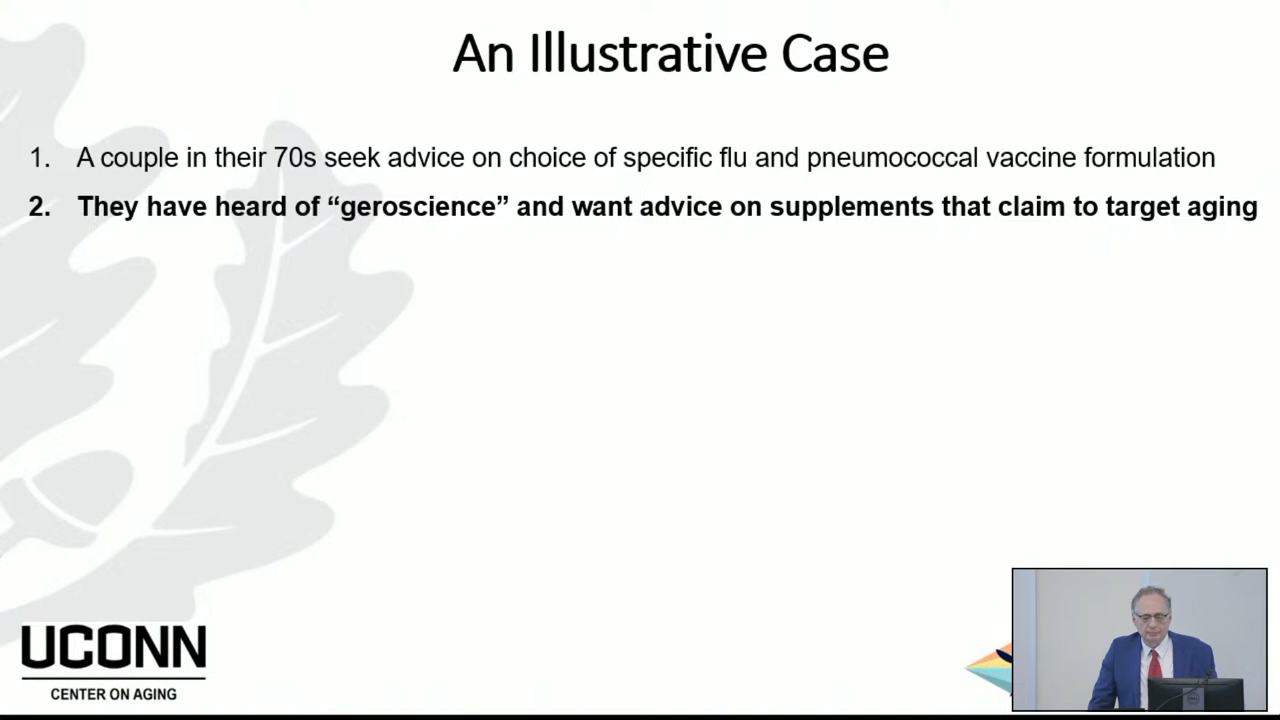 An Illustrative Case
1. A couple in their 70s seek advice on choice of specific flu and pneumococcal vaccine formulation
2. They have heard of “geroscience” and want advice on supplements that claim to target aging
UCONN
CENTER ON AGING
DELL